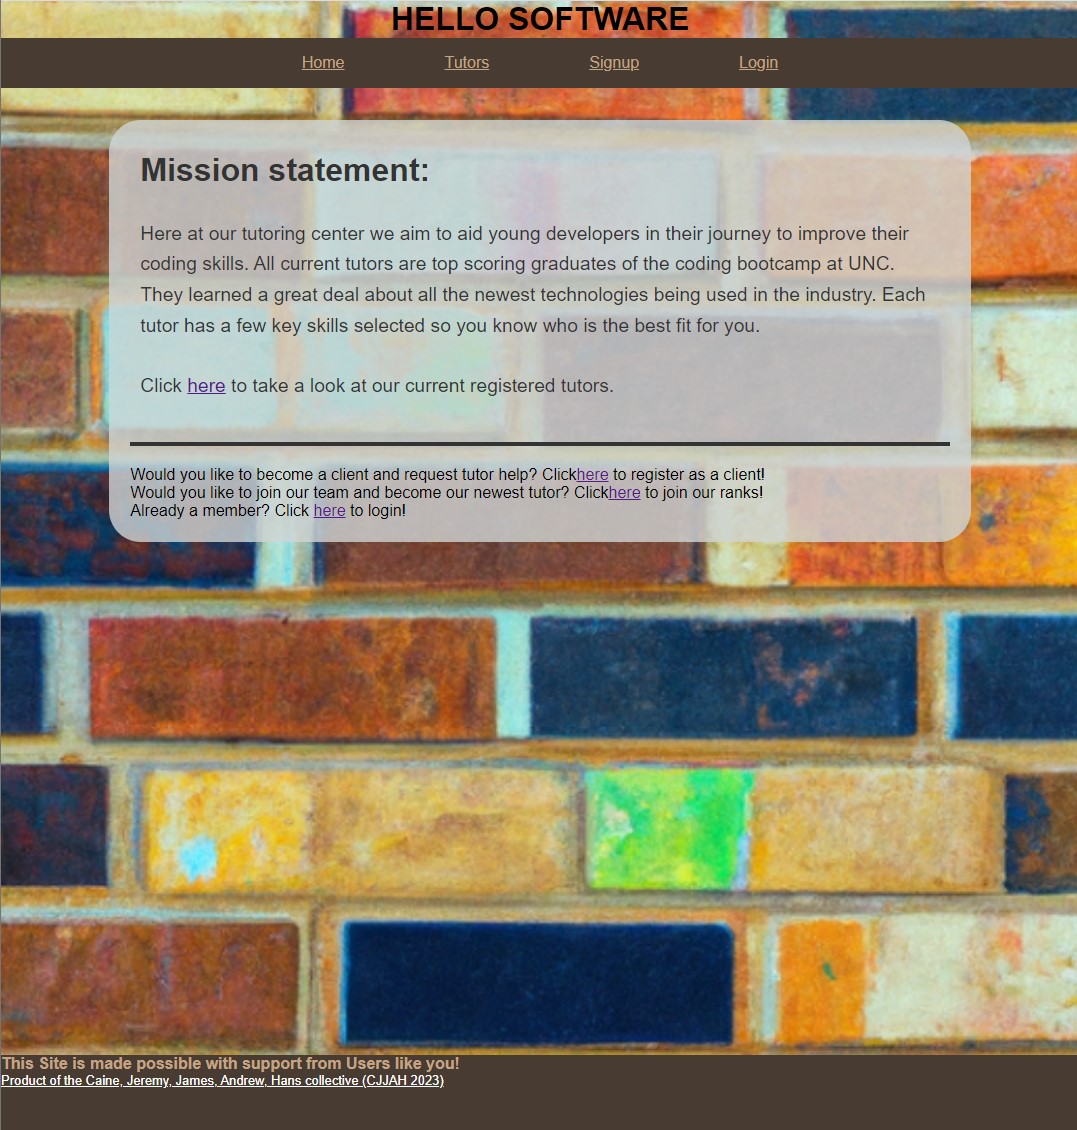 HELLO SOFTWARE
Home Tutors Signup Login
Mission statement:
Here at our tutoring center we aim to aid young developers in their journey to improve their
coding skills. All current tutors are top scoring graduates of the coding bootcamp at UNC.
They learned a great deal about all the newest technologies being used in the industry. Each
tutor has a few key skills selected so you know who is the best fit for you.
Click here to take a look at our current registered tutors.
Would you like to become a client and request tutor help? Clickhere to register as a client!
Would you like to join our team and become our newest tutor? Clickhere to join our ranks!
Already a member? Click here to login!
This Site is made possible with support from Users like you!
Product of the Caine, Jeremy, James, Andrew, Hans collective (CJJAH 2023)